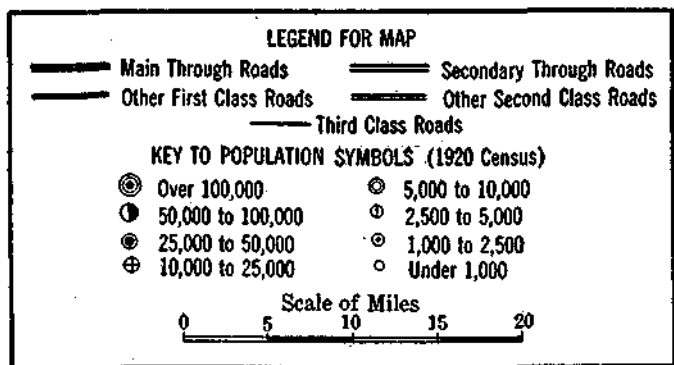 LEGEND FOR MAP
Main Through Roads Secondary Through Roads
Other First Class Roads Other Second Class Roads
Third Class Roads
KEY TO POPULATION SYMBOLS (1920 Census)
Over 100,000 5,000 to 10,000
50,000 to 100,000 2,500 to 5,000
25,000 to 50,000 1,000 to 2,500
10,000 to 25,000 Under 1,000
Scale of Miles
0 5 10 15 20